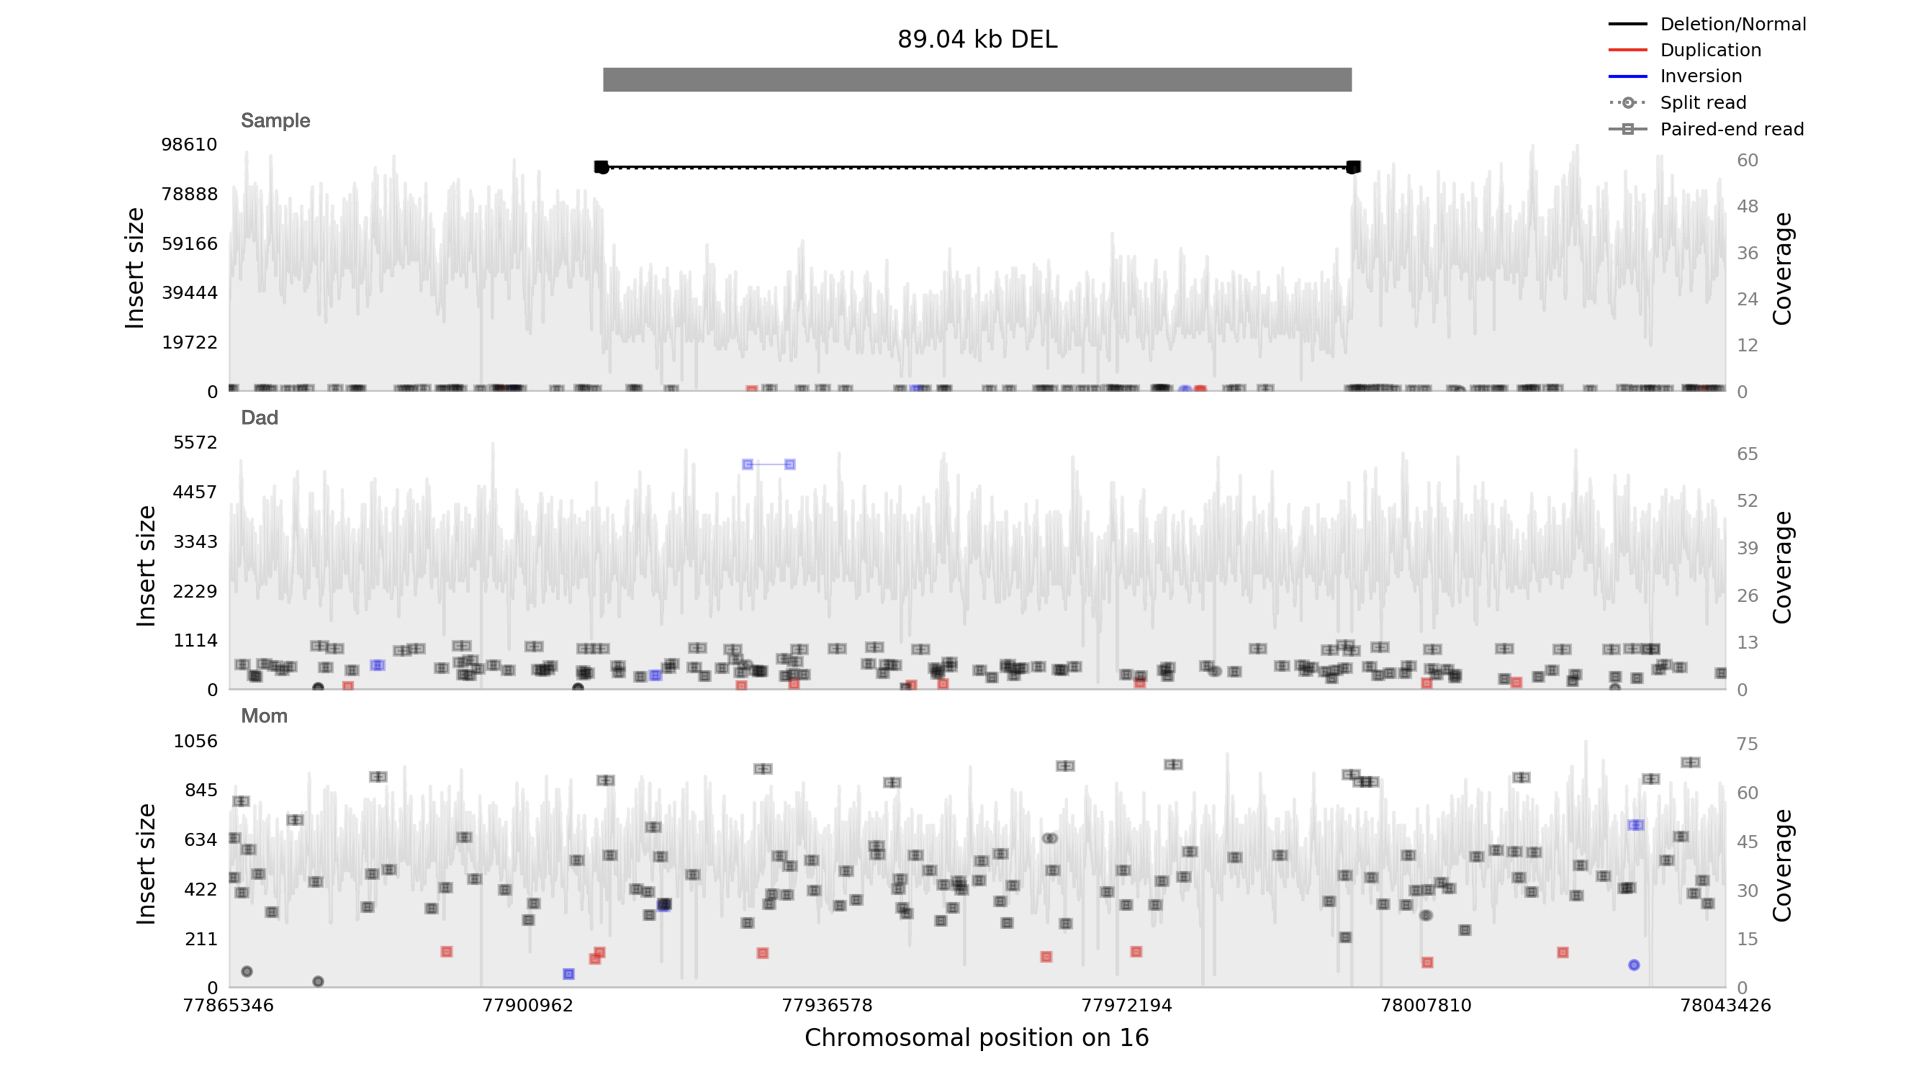 89.04 kb DEL
Deletion/Normal
Duplication
Inversion
Split read
Paired-end read
Sample
98610
78888
59166
39444
19722
0
Insert size
60
48
36
24
12
0
Coverage
Dad
5572
4457
3343
2229
1114
0
Insert size
65
52
39
26
13
0
Coverage
Mom
1056
845
634
422
211
0
Insert size
75
60
45
30
15
0
Coverage
77865346 77900962 77936578 77972194 78007810 78043426
Chromosomal position on 16